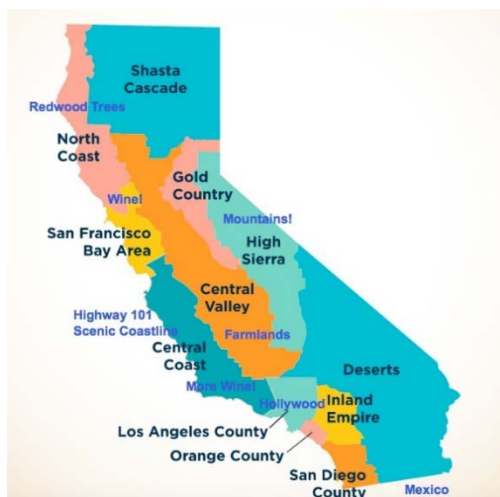 Shasta
Cascade
Redwood Trees
North
Coast
Gold
Country
Wine!
Mountains!
San Francisco
Bay Area
High
Sierra
Central
Valley
Highway 101
Scenic Coastline
Farmlands
Central
Coast
Deserts
More Wine!
Hollywood
Inland
Empire
Los Angeles County
Orange County
San Diego
County
Mexico